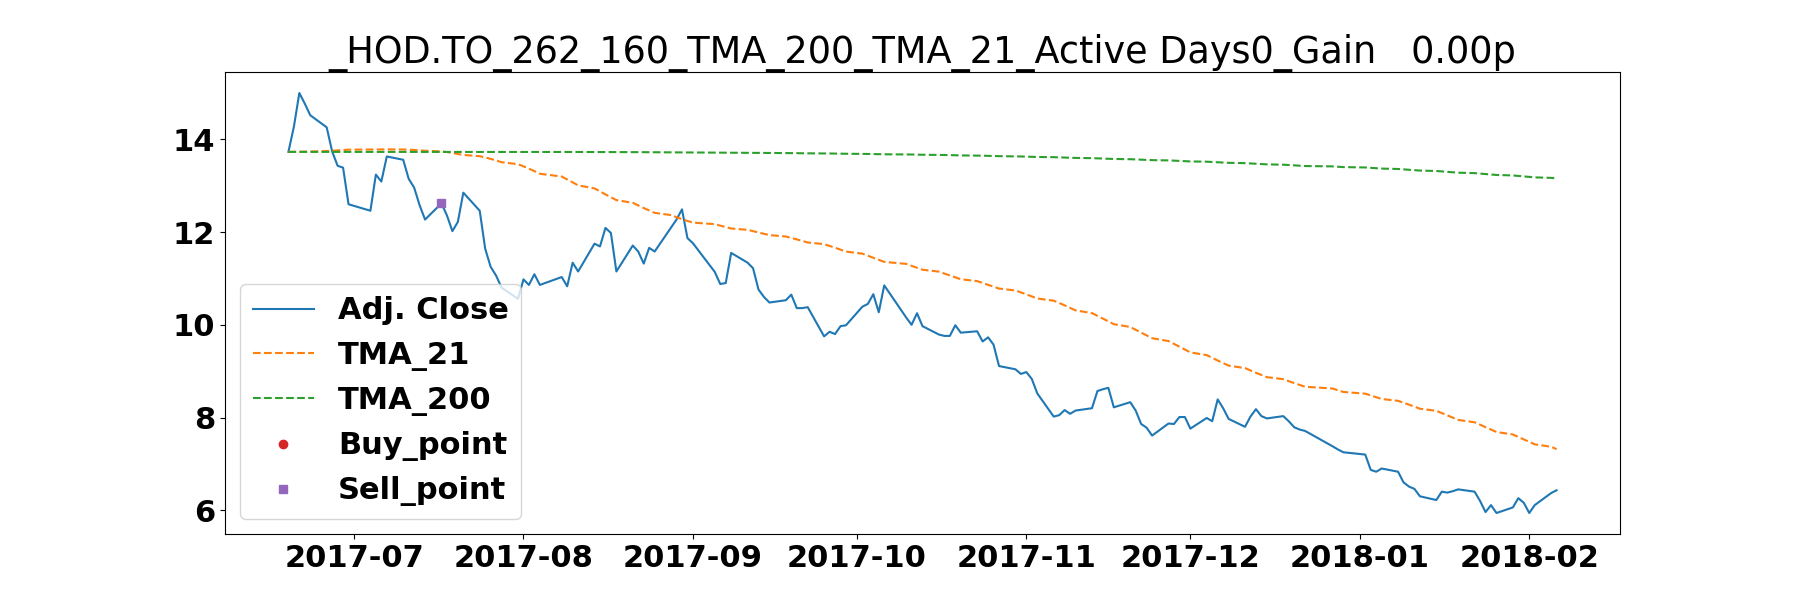 _HOD.TO_262_160_TMA_200_TMA_21_Active Days0_Gain   0.00p
14
12
10
8
6
Adj. Close
TMA_21
TMA_200
Buy_point
Sell_point
2017-07 2017-08 2017-09 2017-10 2017-11 2017-12 2018-01 2018-02